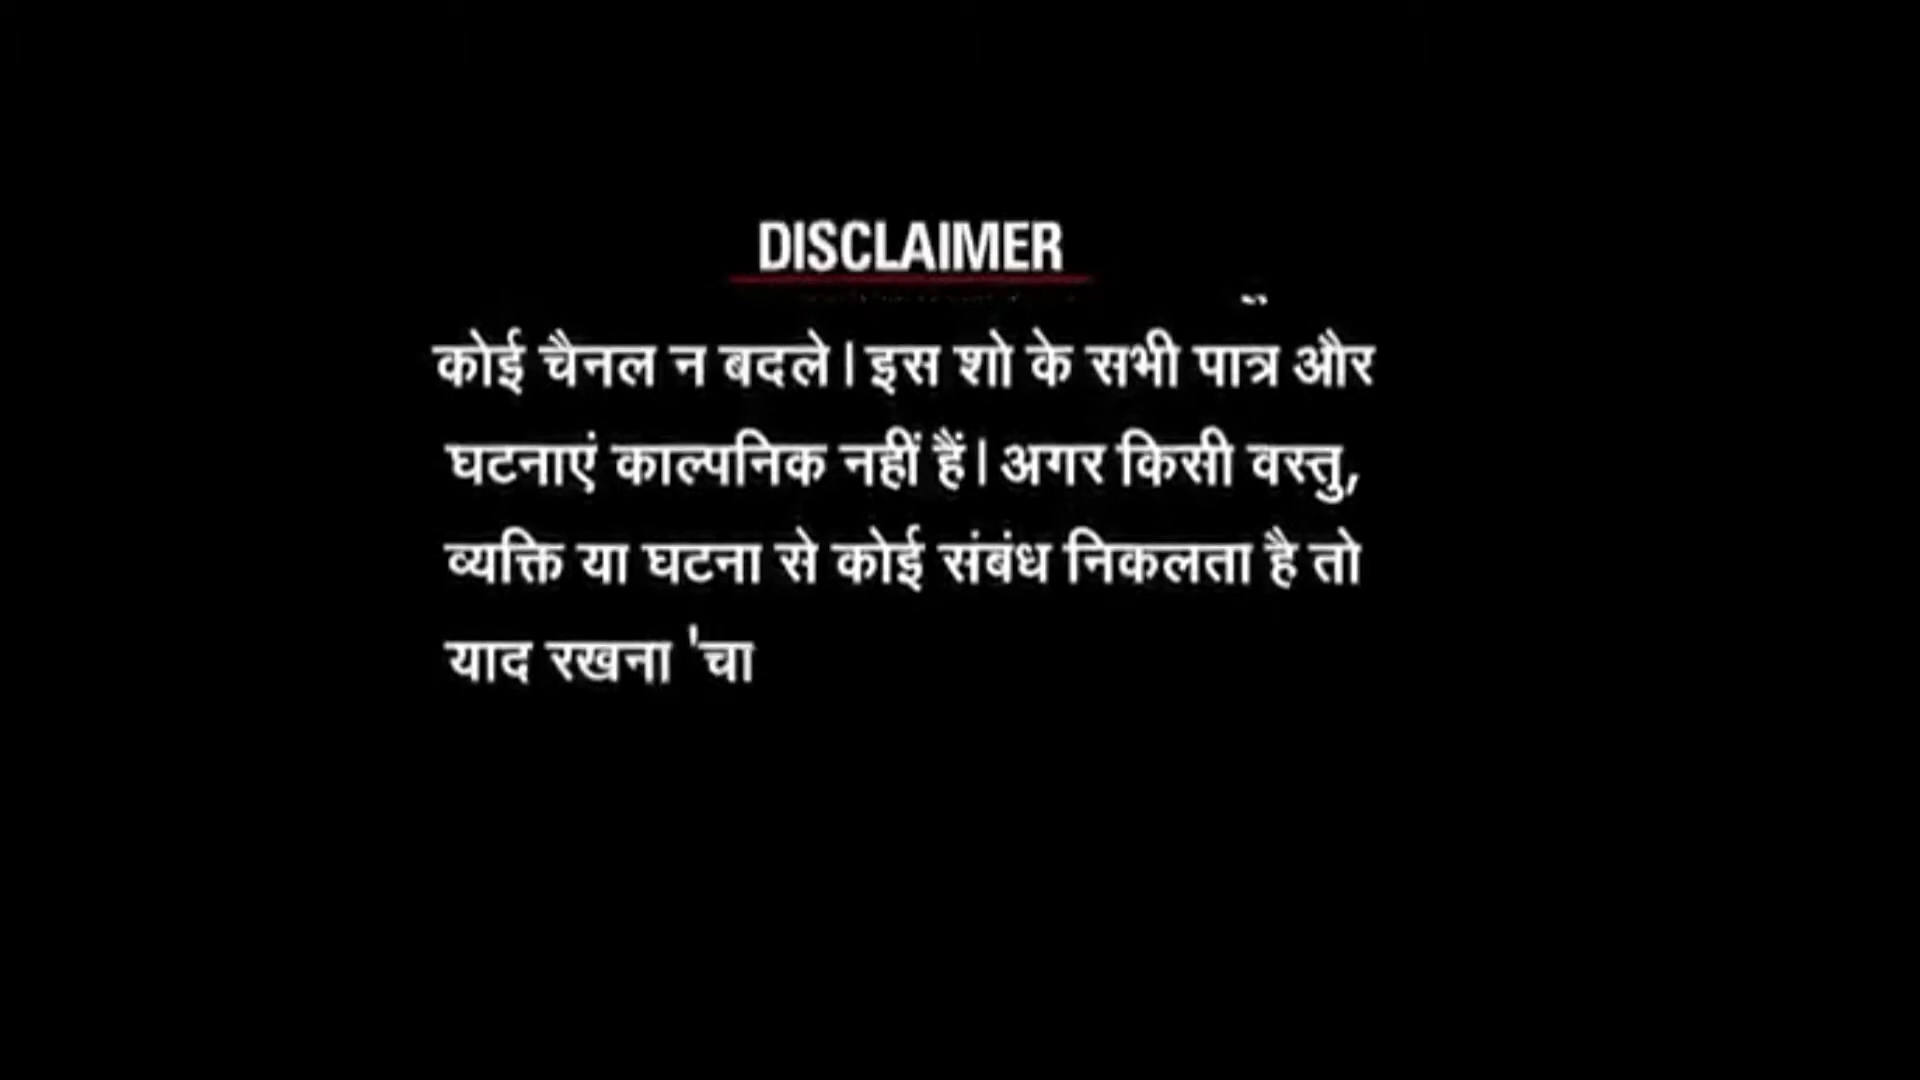 DISCLAIMER
कोई चैनल न बदले। इस शो के सभी पात्र और
घटनाएं काल्पनिक नहीं हैं। अगर किसी वस्तु,
व्यक्ति या घटना से कोई संबंध निकलता है तो
याद रखना 'चा